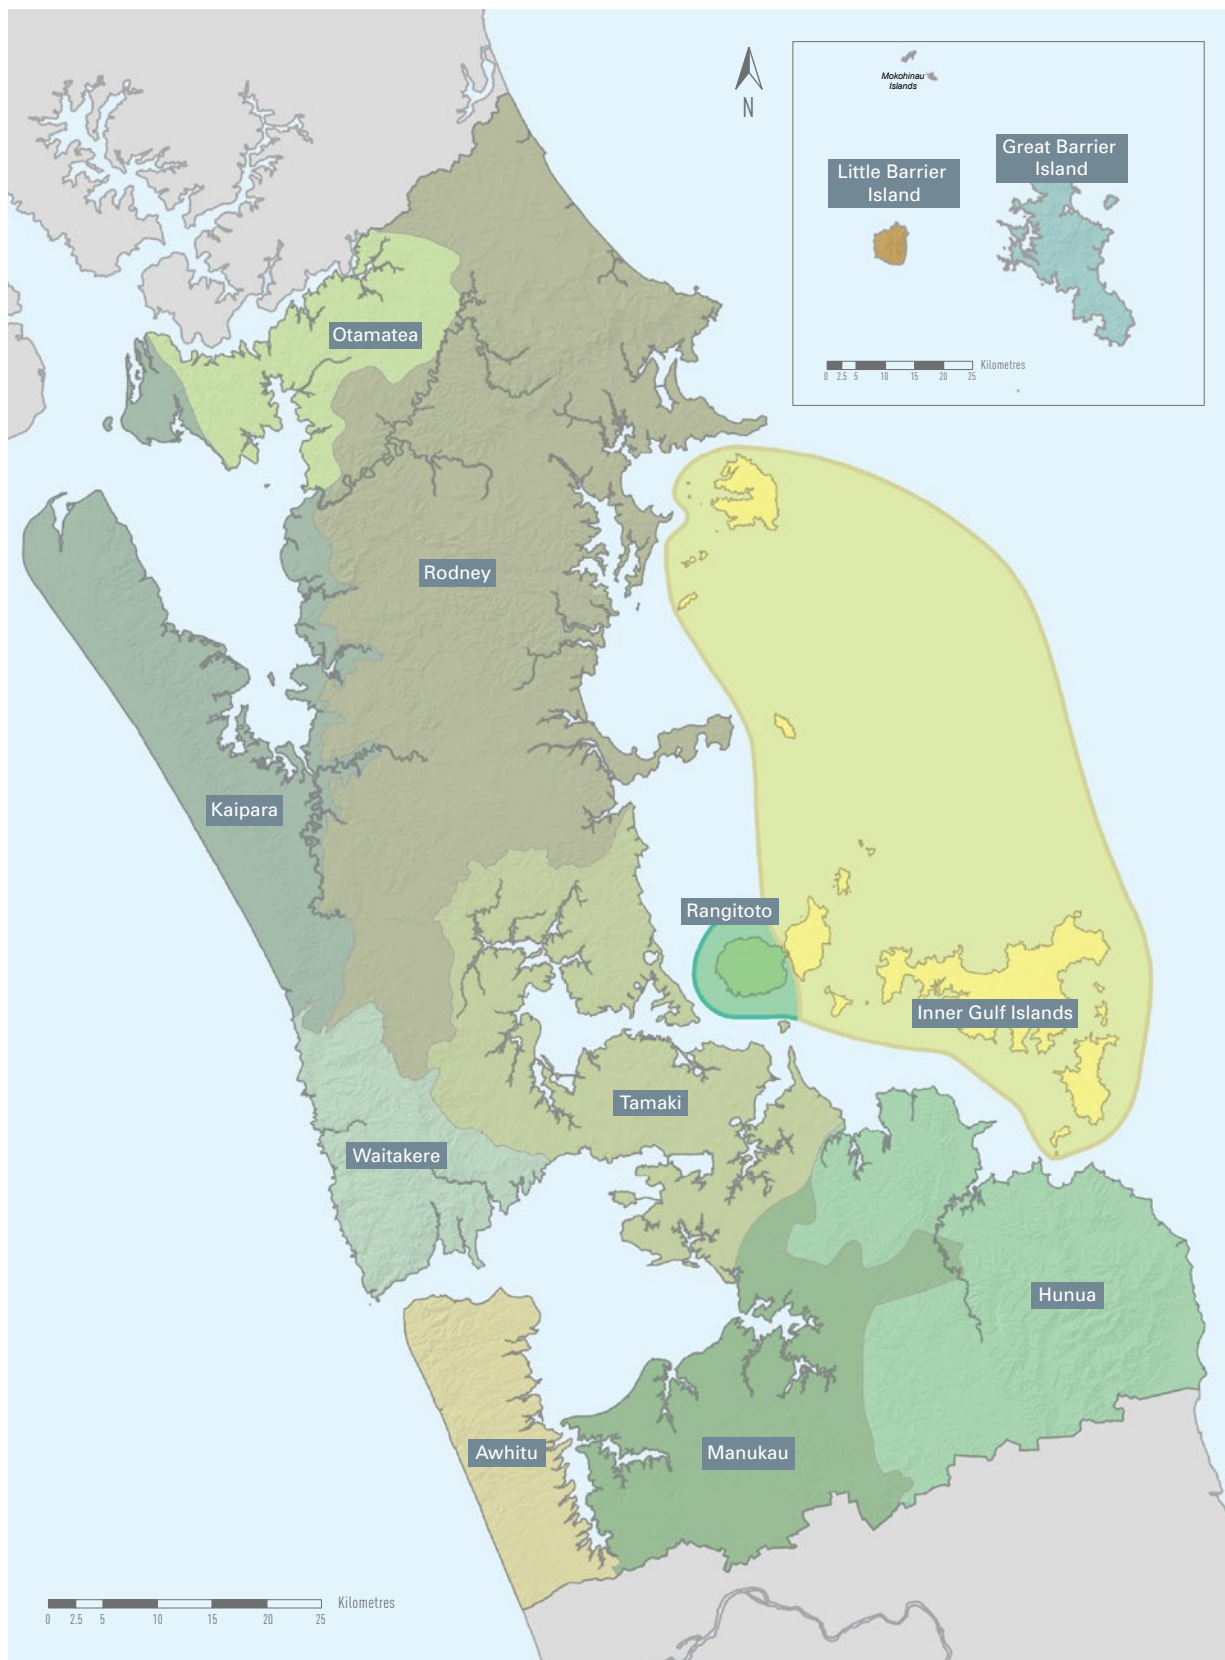 N
Mokohinau
Islands
Little Barrier
Island
Great Barrier
Island
Kilometres
0 2.5 5 10 15 20 25
Otamatea
Rodney
Kaipara
Rangitoto
Inner Gulf Islands
Tamaki
Waitakere
Hunua
Awhitu
Manukau
Kilometres
0 2.5 5 10 15 20 25